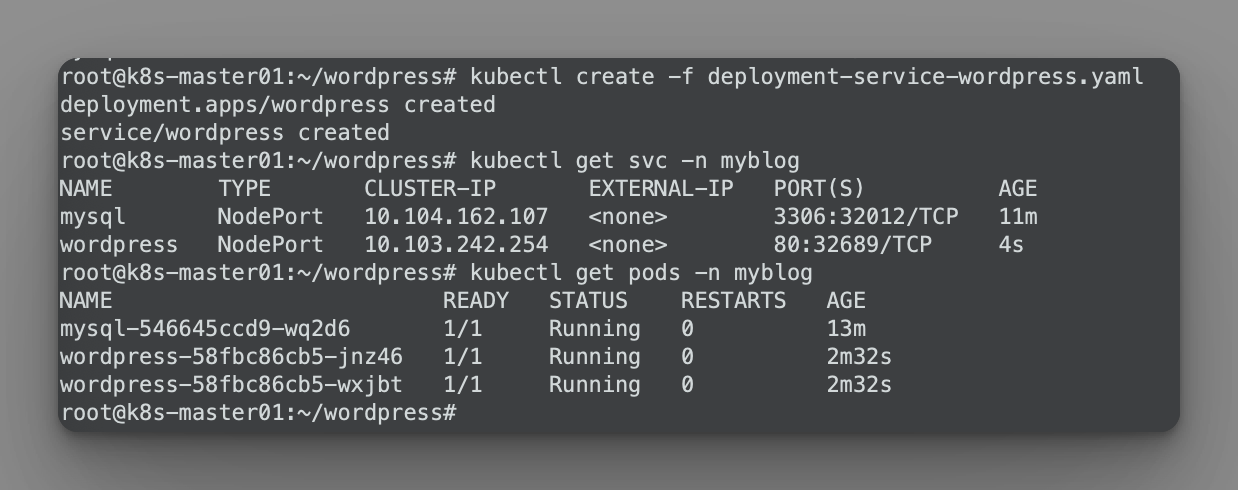 root@k8s-master01:~/wordpress# kubectl create -f deployment-service-wordpress.yaml
deployment.apps/wordpress created
service/wordpress created
root@k8s-master01:~/wordpress# kubectl get svc -n myblog
NAME        TYPE       CLUSTER-IP       EXTERNAL-IP   PORT(S)          AGE
mysql       NodePort   10.104.162.107   <none>        3306:32012/TCP   11m
wordpress   NodePort   10.103.242.254   <none>        80:32689/TCP     4s
root@k8s-master01:~/wordpress# kubectl get pods -n myblog
NAME                         READY   STATUS    RESTARTS   AGE
mysql-546645ccd9-wq2d6       1/1     Running   0          13m
wordpress-58fbc86cb5-jnz46   1/1     Running   0          2m32s
wordpress-58fbc86cb5-wxjbt   1/1     Running   0          2m32s
root@k8s-master01:~/wordpress#